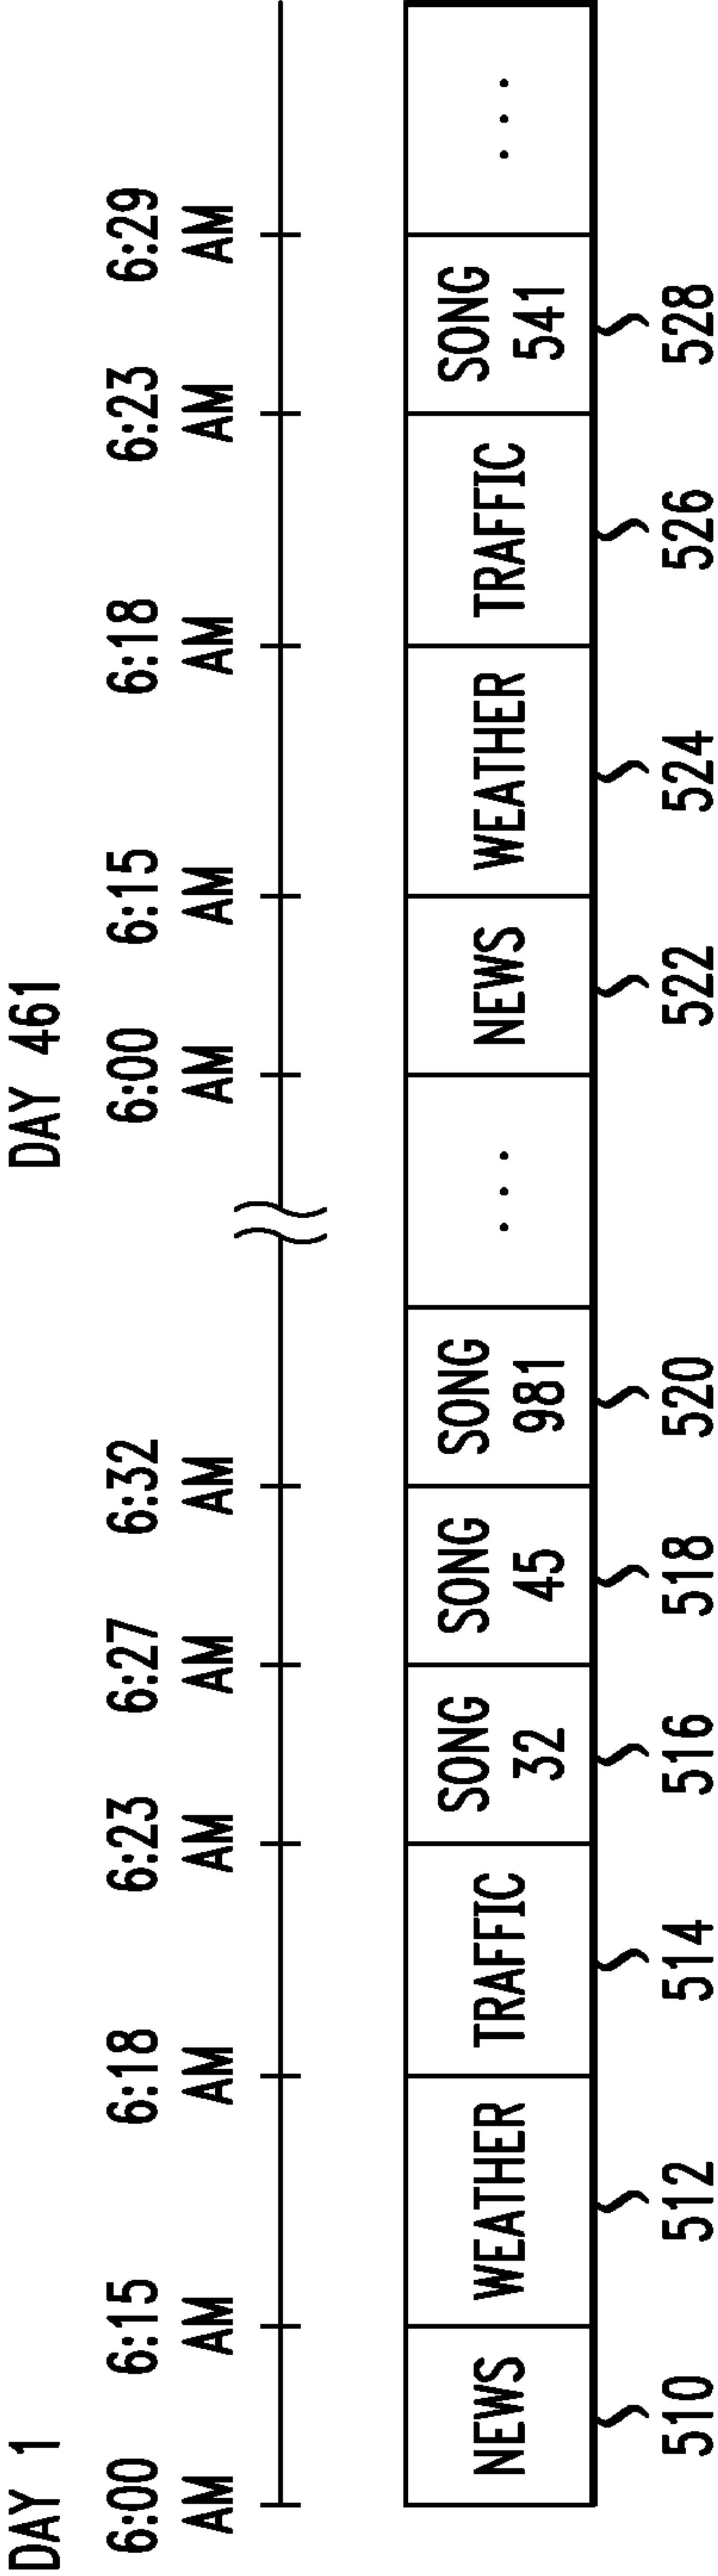 DAY 1
DAY 461
6:00 AM
6:15 AM
6:18 AM
6:23 AM
6:27 AM
6:32 AM
6:00 AM
6:15 AM
6:18 AM
6:23 AM
6:29 AM
NEWS
WEATHER
TRAFFIC
SONG 32
SONG 45
SONG 981
. . .
NEWS
WEATHER
TRAFFIC
SONG 541
. . .
510
512
514
516
518
520
522
524
526
528